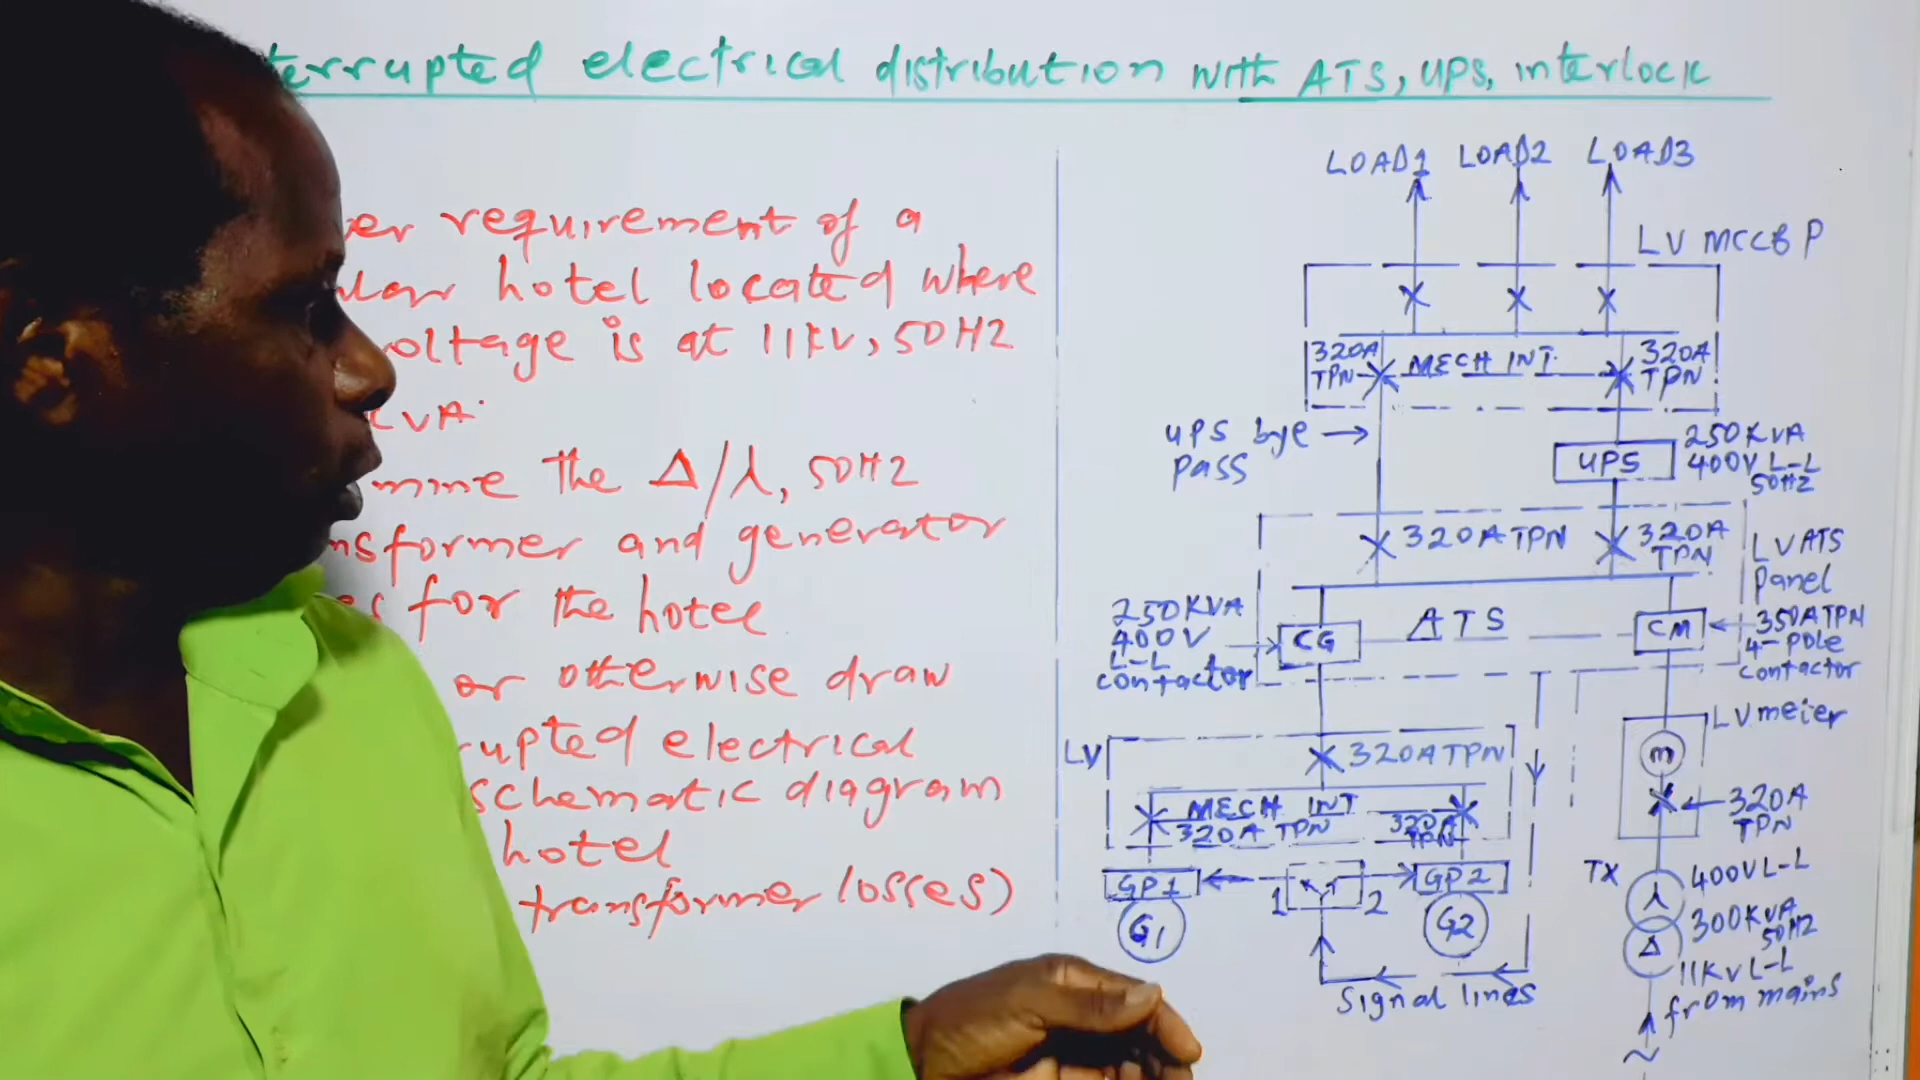 terrupted electrical distribution with ATS, UPS, interlock
er requirement of a
hotel located where
voltage is at 11KV, 50HZ
KVA
mine the Δ/λ, 50HZ
nsformer and generator
es for the hotel
or otherwise draw
rupted electrical
schematic diagram
hotel
transformer losses)
LOAD1 LOAD2 LOAD3
LV MCCB P
320A
TPN
MECH INT.
320A
TPN
UPS bye
pass
UPS
250KVA
400V L-L
50HZ
320A TPN
320A
TPN
LV ATS
panel
250KVA
400V
L-L
contactor
CG
ATS
CM
350A TPN
4-pole
contactor
LV meter
m
320A
TPN
LV
320A TPN
MECH INT
320A TPN
320A
TPN
GP1
1
2
GP2
G1
G2
Signal lines
TX
λ
Δ
400V L-L
300KVA
50HZ
11KV L-L
from mains
~